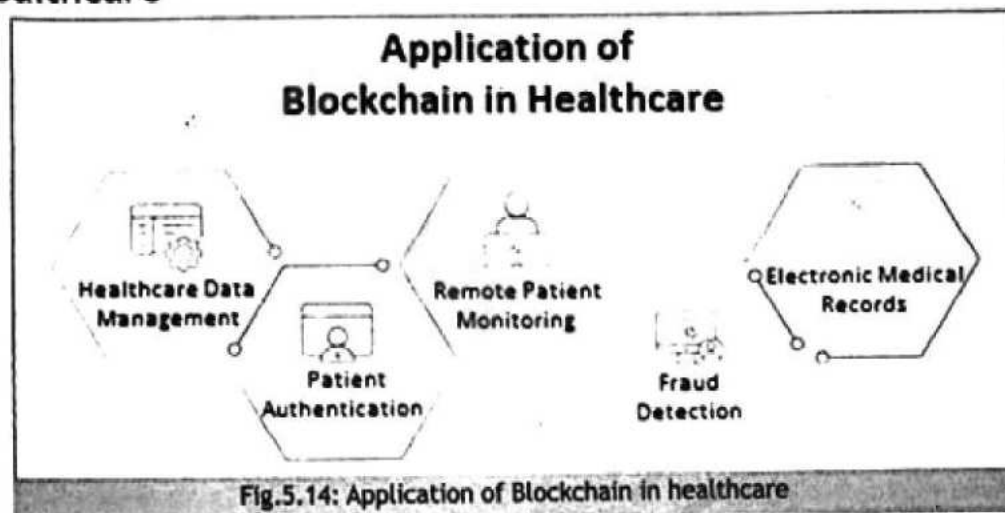 Application of
Blockchain in Healthcare
Healthcare Data
Management
Patient
Authentication
Remote Patient
Monitoring
Fraud
Detection
Electronic Medical
Records
Fig.5.14: Application of Blockchain in healthcare